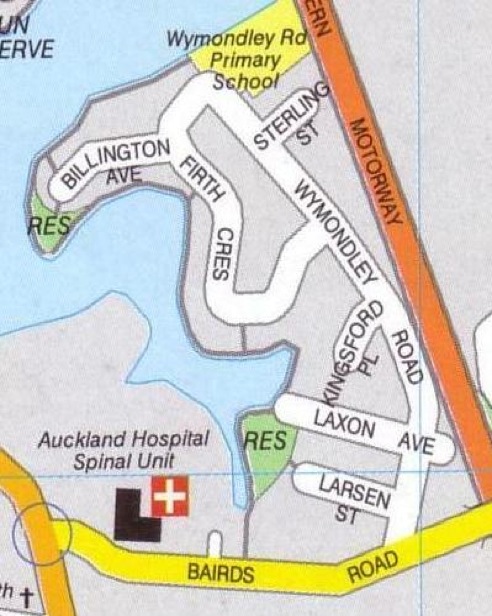 UN
ERVE
ERN
MOTORWAY
Wymondley Rd
Primary
School
STERLING
ST
BILLINGTON
AVE
FIRTH
CRES
WYMONDLEY
ROAD
RES
KINGSFORD
PL
LAXON AVE
RES
Auckland Hospital
Spinal Unit
LARSEN
ST
BAIRDS ROAD
th